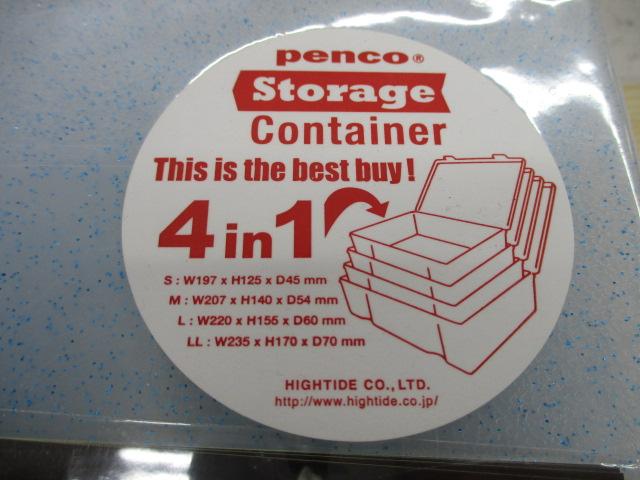 penco®
Storage
Container
This is the best buy!
4 in 1
S : W197 x H125 x D45 mm
M : W207 x H140 x D54 mm
L : W220 x H155 x D60 mm
LL : W235 x H170 x D70 mm
HIGHTIDE CO., LTD.
http://www.hightide.co.jp/